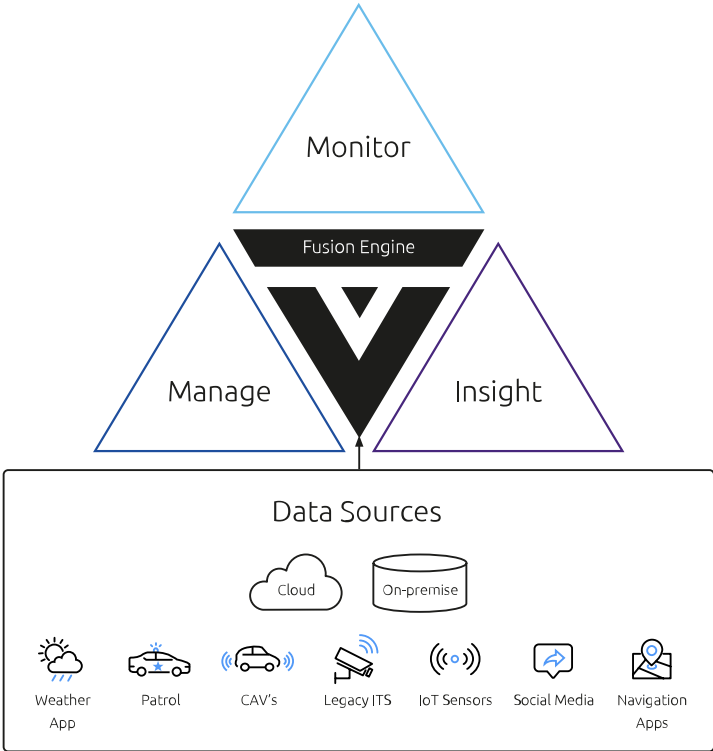 Monitor
Fusion Engine
Manage
Insight
Data Sources
Cloud
On-premise
Weather
App
Patrol
CAV's
Legacy ITS
IoT Sensors
Social Media
Navigation
Apps